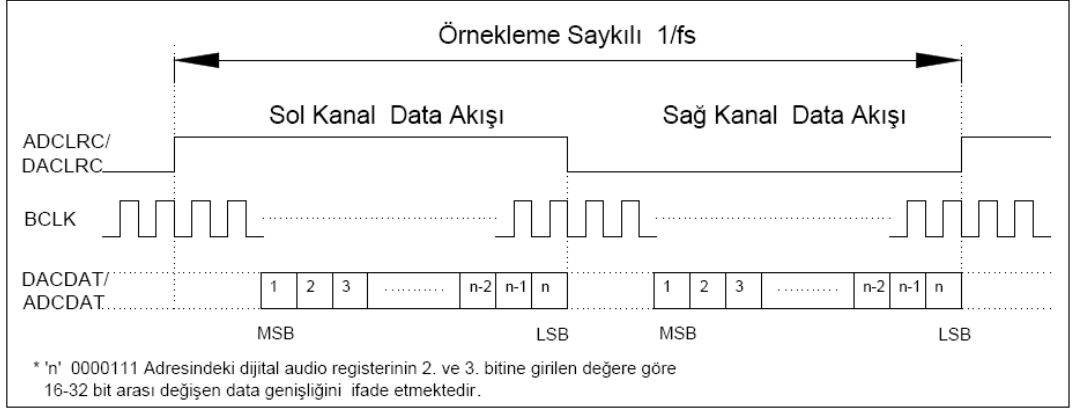 Örnekleme Saykılı 1/fs
Sol Kanal Data Akışı
Sağ Kanal Data Akışı
ADCLRC/
DACLRC
BCLK
DACDAT/
ADCDAT
1 2 3 .......... n-2 n-1 n
1 2 3 .......... n-2 n-1 n
MSB LSB MSB LSB
* 'n' 0000111 Adresindeki dijital audio registerinin 2. ve 3. bitine girilen değere göre
16-32 bit arası değişen data genişliğini ifade etmektedir.